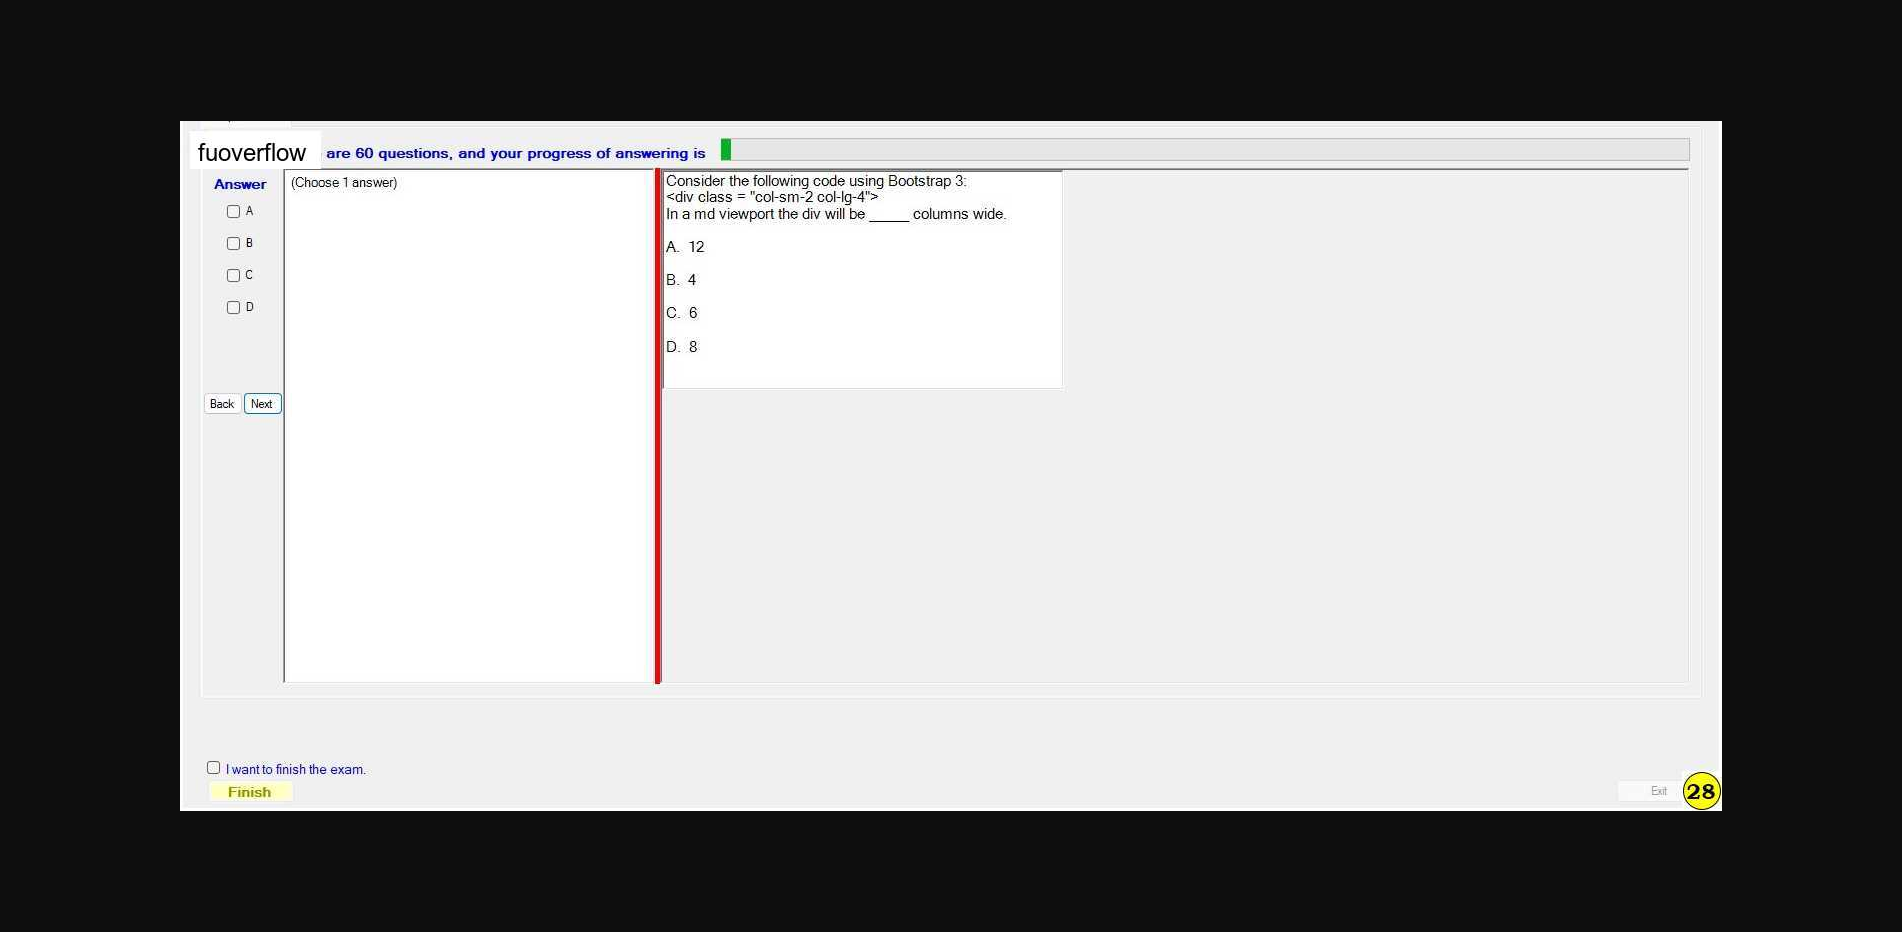 fuoverflow are 60 questions, and your progress of answering is
Answer
(Choose 1 answer)
A
B
C
D
Back Next
Consider the following code using Bootstrap 3:
<div class = "col-sm-2 col-lg-4">
In a md viewport the div will be _____ columns wide.
A. 12
B. 4
C. 6
D. 8
I want to finish the exam.
Finish
Exit
28